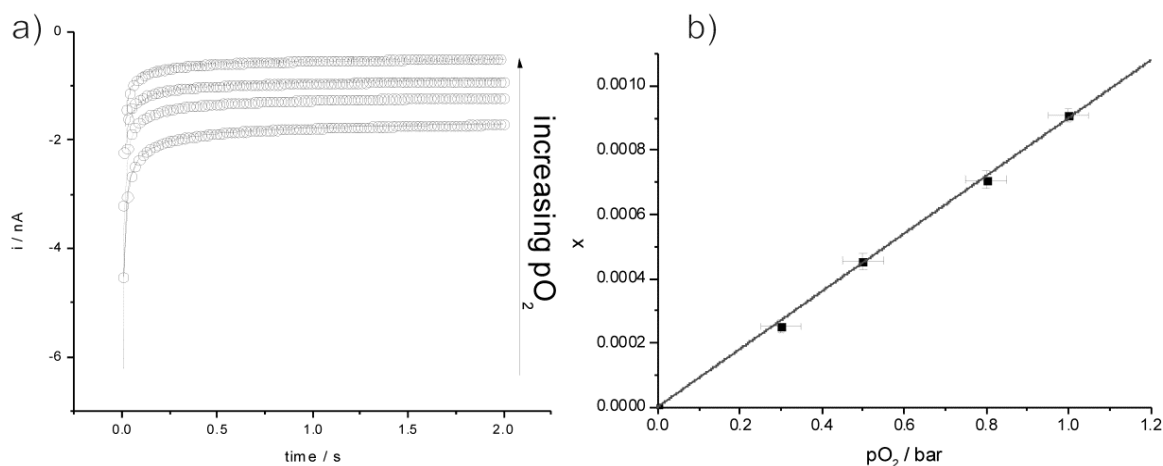 a)
0
-2
-4
-6
i / nA
0.0 0.5 1.0 1.5 2.0
time / s
increasing pO₂
b)
0.0010
0.0008
0.0006
0.0004
0.0002
0.0000
x
0.0 0.2 0.4 0.6 0.8 1.0 1.2
pO₂ / bar